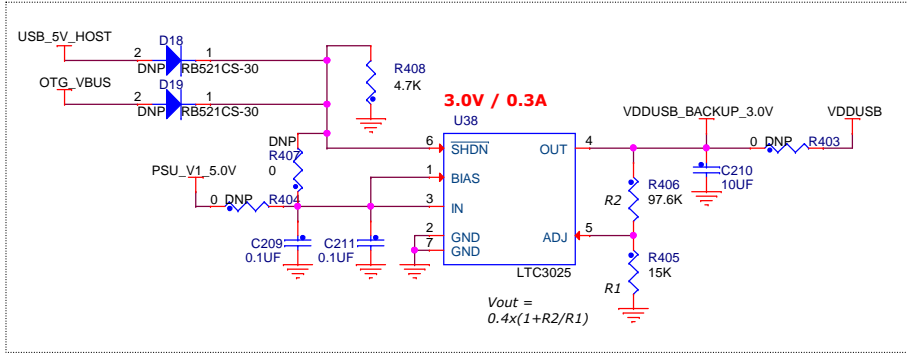 USB_5V_HOST
D18
2
1
DNP
RB521CS-30
OTG_VBUS
D19
2
1
DNP
RB521CS-30
R408
4.7K
3.0V / 0.3A
U38
VDDUSB_BACKUP_3.0V
VDDUSB
DNP
R407
0
6
SHDN
OUT
4
0
DNP
R403
PSU_V1_5.0V
1
BIAS
C210
10UF
0
DNP
R404
3
IN
R2
R406
97.6K
C209
0.1UF
C211
0.1UF
2
GND
7
GND
ADJ
5
R405
15K
LTC3025
R1
Vout =
0.4x(1+R2/R1)